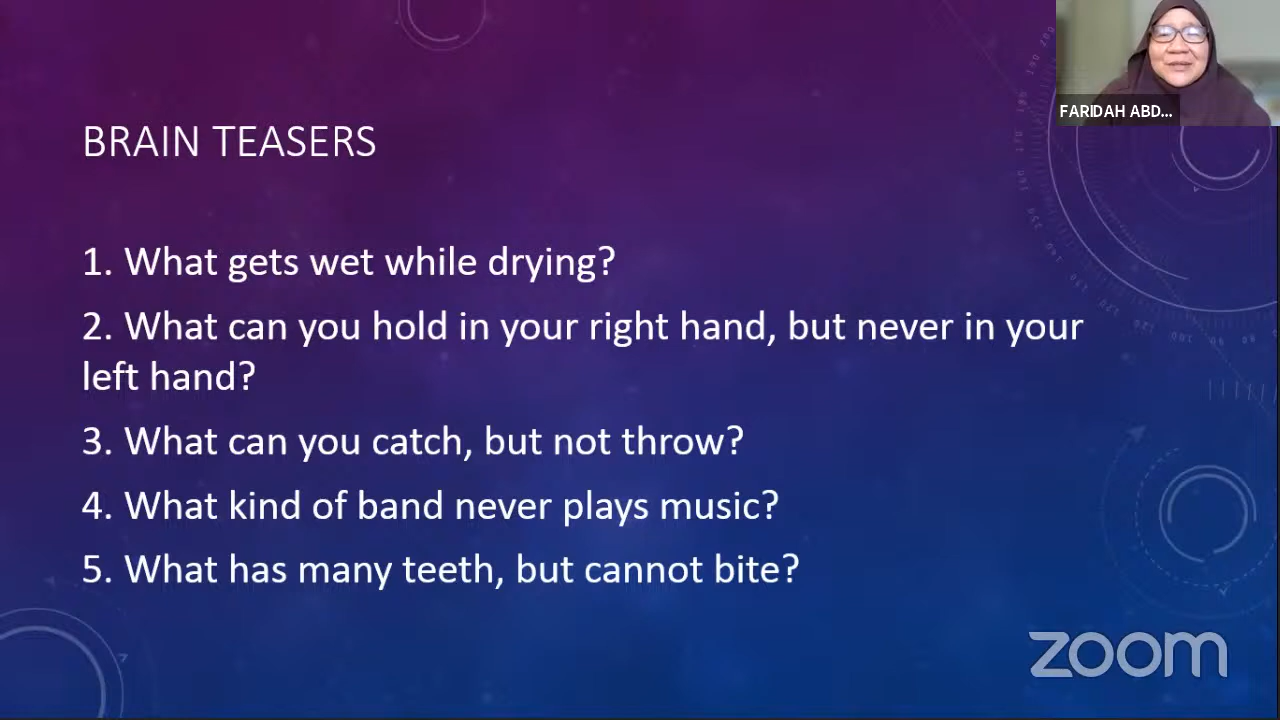 FARIDAH ABD...
BRAIN TEASERS
1. What gets wet while drying?
2. What can you hold in your right hand, but never in your
left hand?
3. What can you catch, but not throw?
4. What kind of band never plays music?
5. What has many teeth, but cannot bite?
zoom